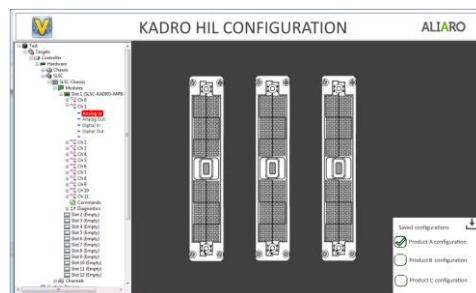 KADRO HIL CONFIGURATION
ALIARO
Test
Targets
Controller
Hardware
Chassis
SLSC
SLSC Chassis
Modules
Ch 0
Ch 1
Analog In
Analog Out
Digital In
Digital Out
Ch 2
Ch 3
Ch 4
Ch 5
Ch 6
Ch 7
Ch 8
Ch 9
Ch 10
Ch 11
Commands
Diagnostics
Slot 2 (Empty)
Slot 3 (Empty)
Slot 4 (Empty)
Slot 5 (Empty)
Slot 6 (Empty)
Slot 7 (Empty)
Slot 8 (Empty)
Slot 9 (Empty)
Slot 10 (Empty)
Slot 11 (Empty)
Slot 12 (Empty)
Channels
Saved configurations
Product A configuration
Product B configuration
Product C configuration